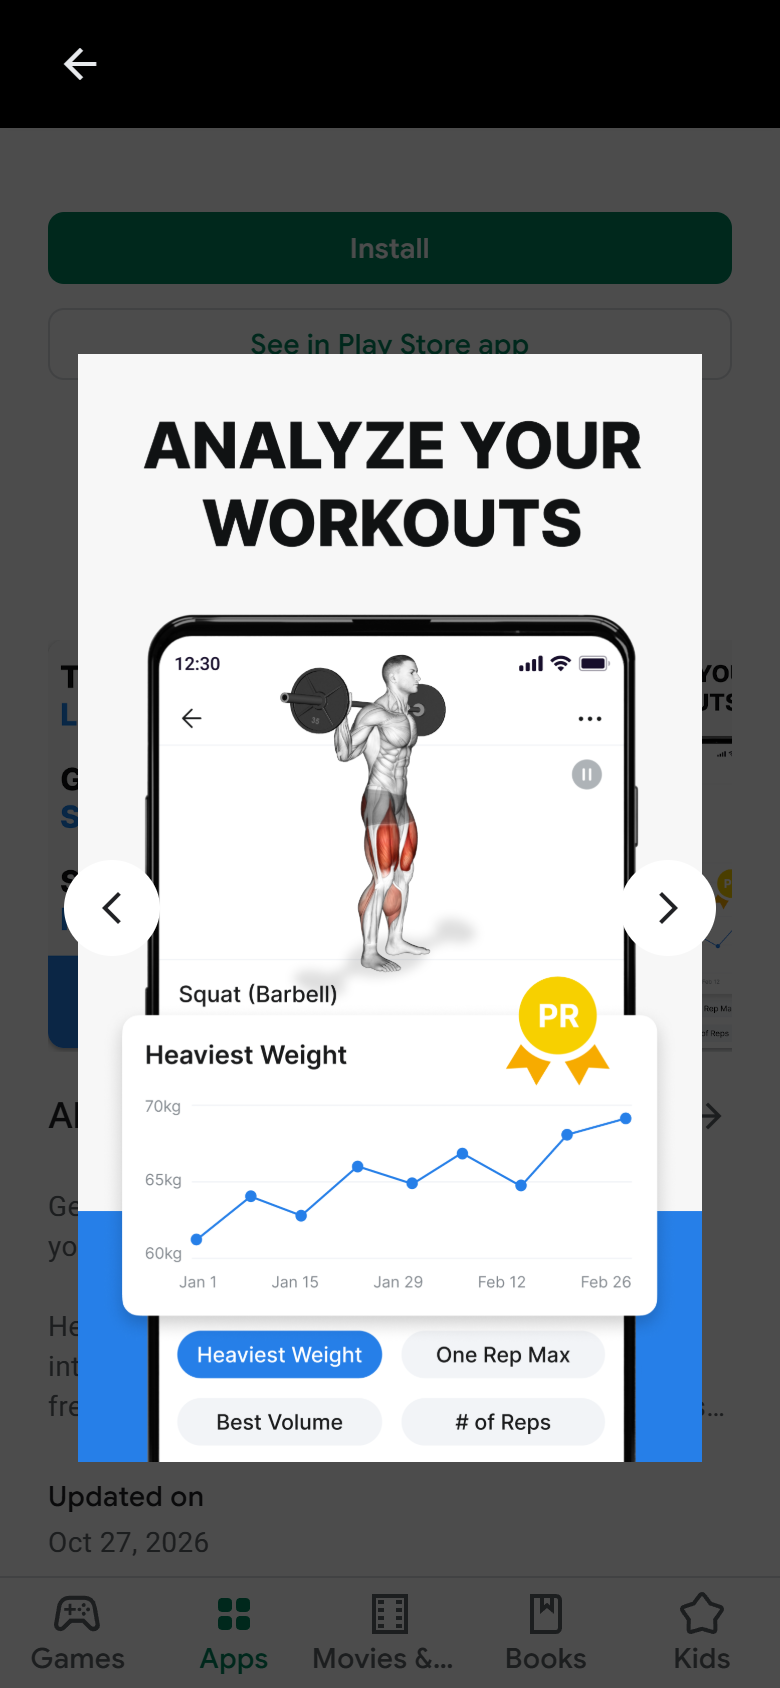 Install
See in Play Store app
ANALYZE YOUR
WORKOUTS
12:30
Squat (Barbell)
PR
Heaviest Weight
70kg
65kg
60kg
Jan 1 Jan 15 Jan 29 Feb 12 Feb 26
Heaviest Weight One Rep Max
Best Volume # of Reps
Updated on
Oct 27, 2026
Games Apps Movies &... Books Kids